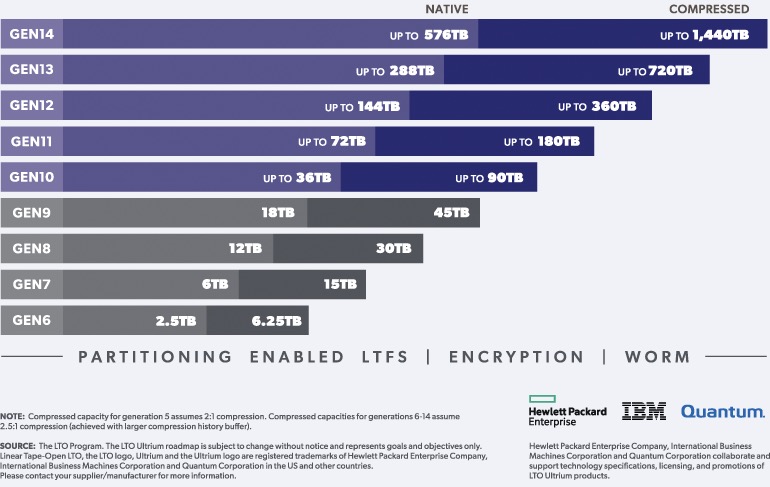 NATIVE COMPRESSED
GEN14 UP TO 576TB UP TO 1,440TB
GEN13 UP TO 288TB UP TO 720TB
GEN12 UP TO 144TB UP TO 360TB
GEN11 UP TO 72TB UP TO 180TB
GEN10 UP TO 36TB UP TO 90TB
GEN9 18TB 45TB
GEN8 12TB 30TB
GEN7 6TB 15TB
GEN6 2.5TB 6.25TB
PARTITIONING ENABLED LTFS | ENCRYPTION | WORM
NOTE: Compressed capacity for generation 5 assumes 2:1 compression. Compressed capacities for generations 6-14 assume
2.5:1 compression (achieved with larger compression history buffer).
SOURCE: The LTO Program. The LTO Ultrium roadmap is subject to change without notice and represents goals and objectives only.
Linear Tape-Open LTO, the LTO logo, Ultrium and the Ultrium logo are registered trademarks of Hewlett Packard Enterprise Company,
International Business Machines Corporation and Quantum Corporation in the US and other countries.
Please contact your supplier/manufacturer for more information.
Hewlett Packard
Enterprise
IBM
Quantum.
Hewlett Packard Enterprise Company, International Business
Machines Corporation and Quantum Corporation collaborate and
support technology specifications, licensing, and promotions of
LTO Ultrium products.